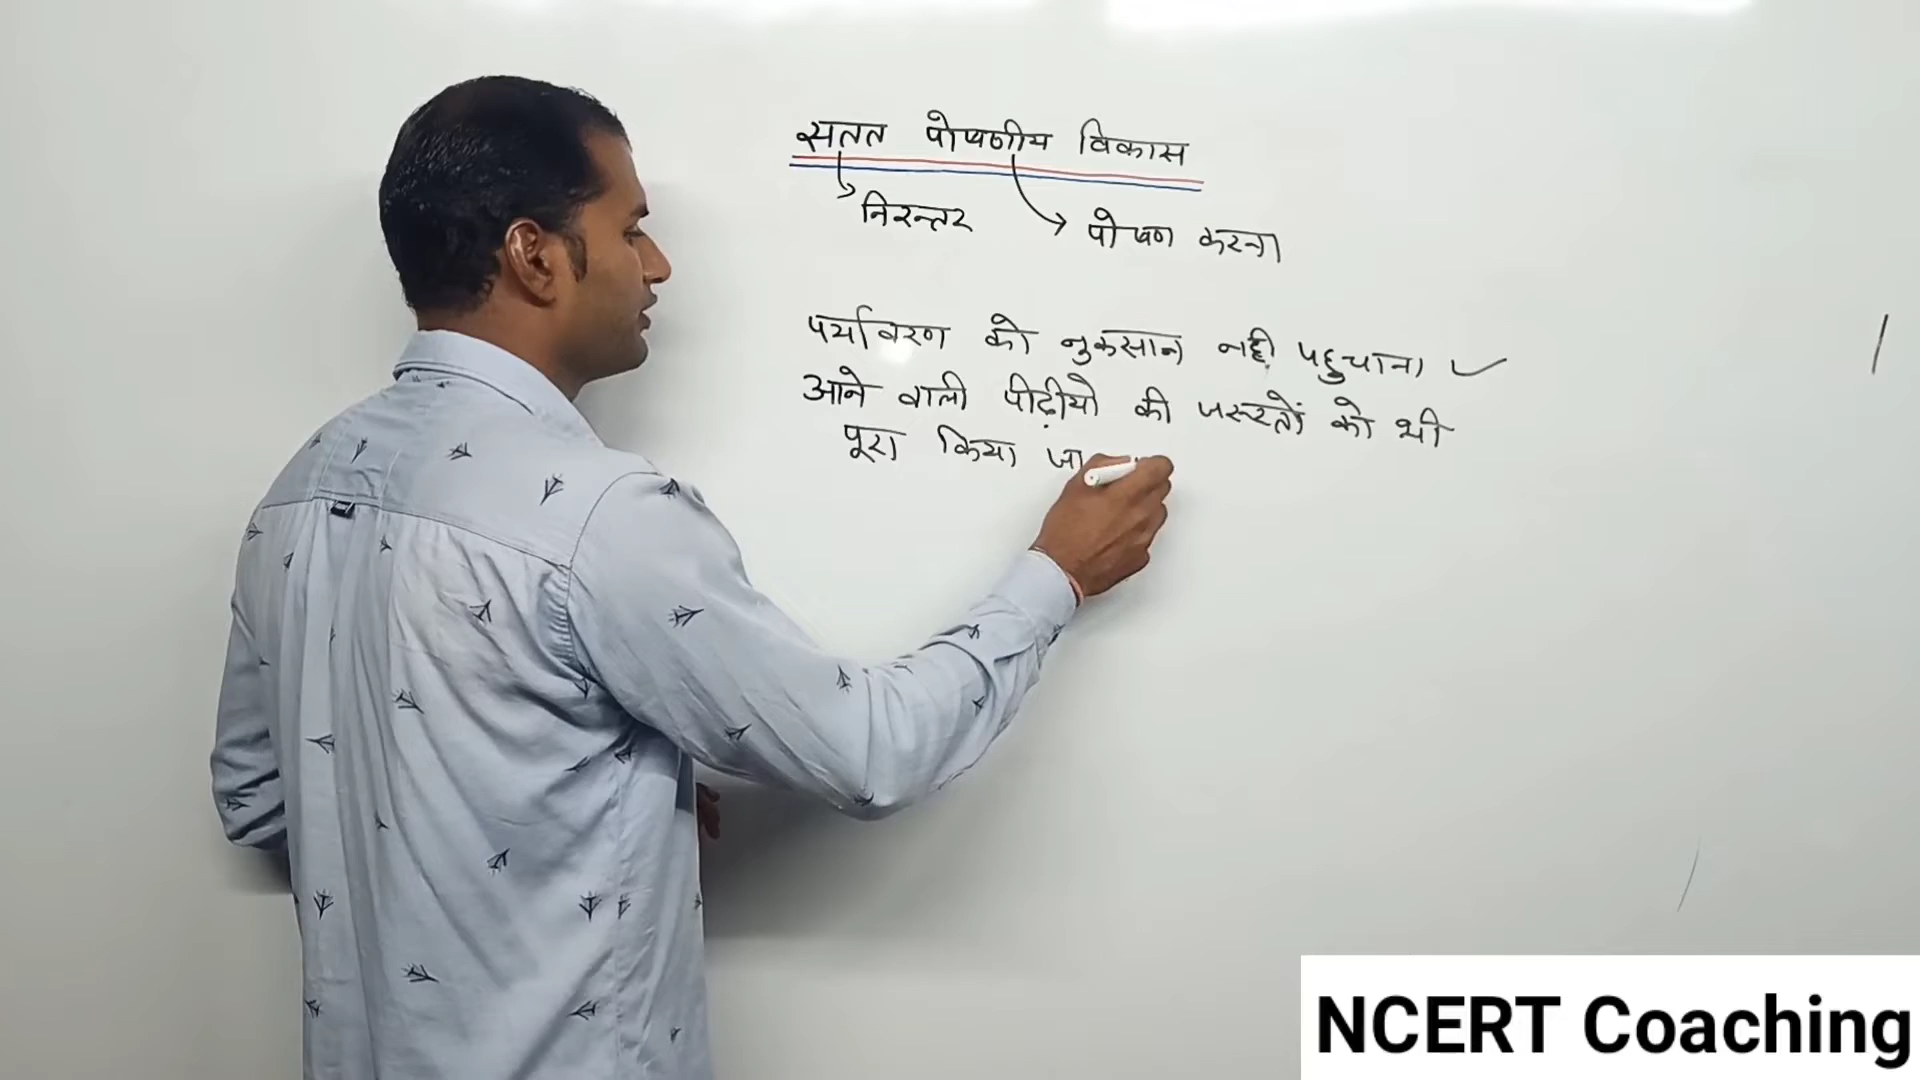 सतत पोषणीय विकास
निरन्तर
पोषण करना
पर्यावरण को नुकसान नही पहुचाना
आने वाली पीढ़ीयो की जरूरतों को भी
पूरा किया जा
NCERT Coaching